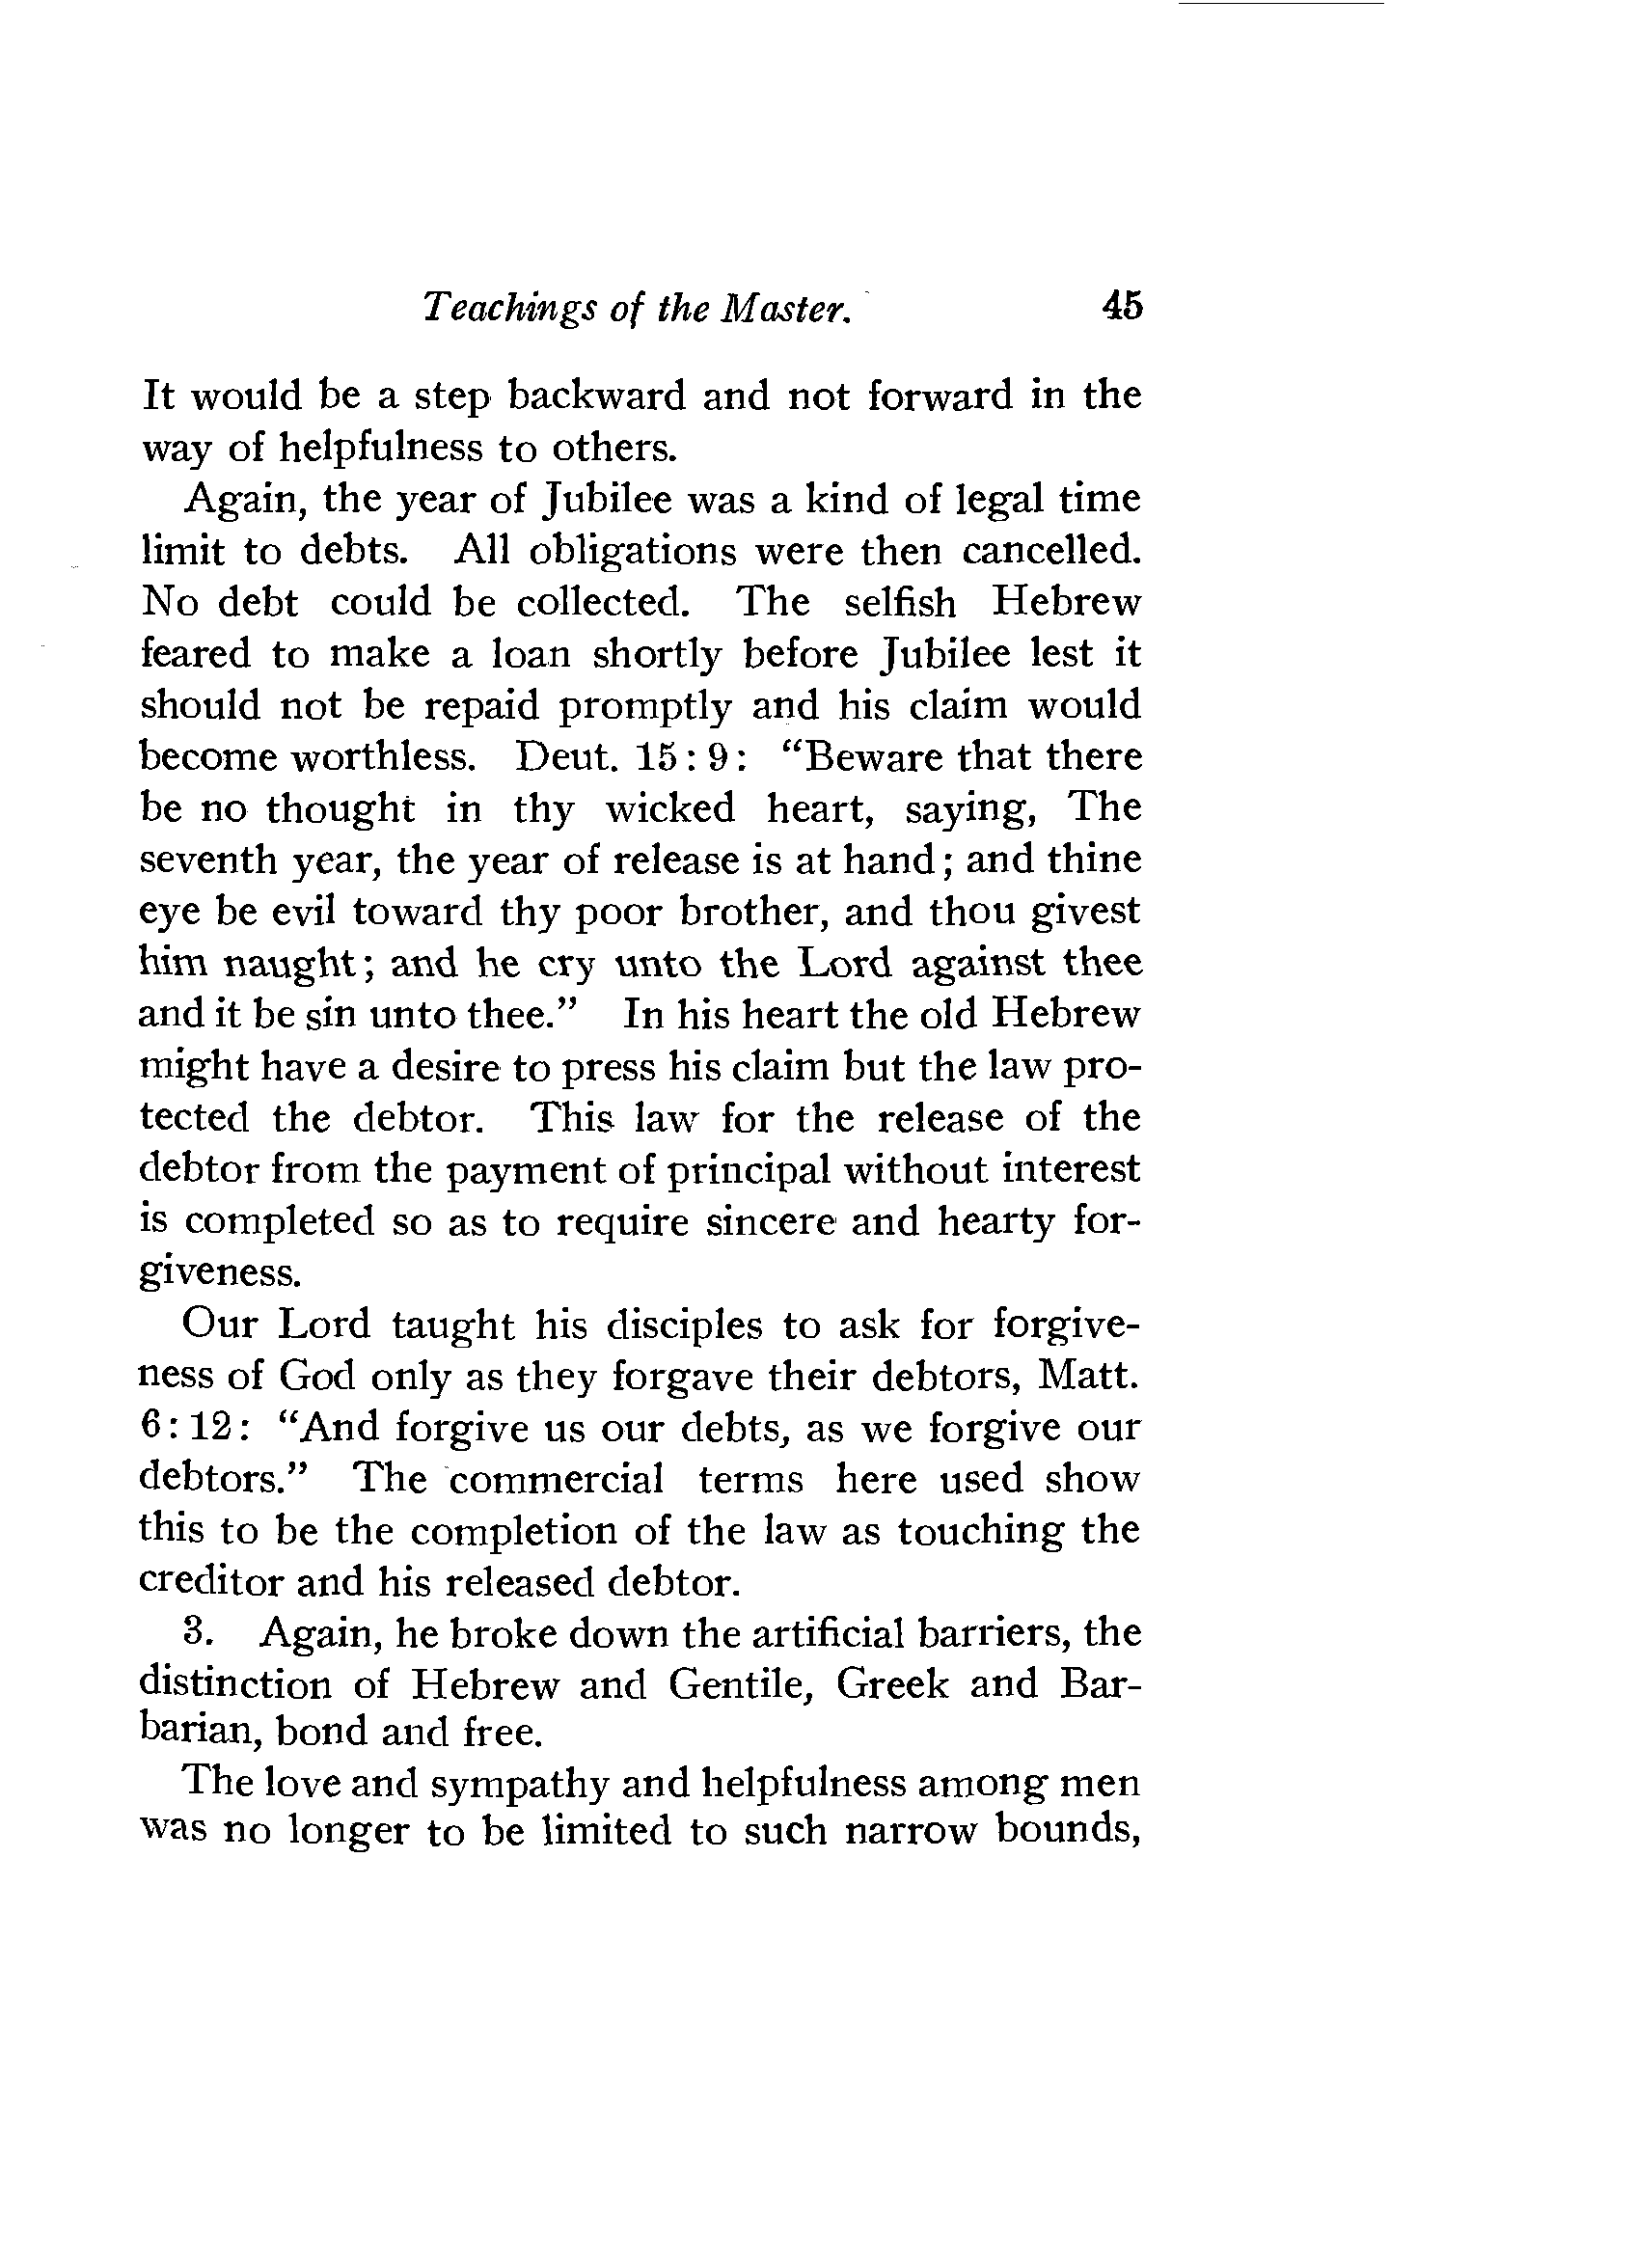 Teachings of the Master. 45
It would be a step backward and not forward in the
way of helpfulness to others.
Again, the year of Jubilee was a kind of legal time
limit to debts. All obligations were then cancelled.
No debt could be collected. The selfish Hebrew
feared to make a loan shortly before Jubilee lest it
should not be repaid promptly and his claim would
become worthless. Deut. 15:9: “Beware that there
be no thought in thy wicked heart, saying, The
seventh year, the year of release is at hand; and thine
eye be evil toward thy poor brother, and thou givest
him naught; and he cry unto the Lord against thee
and it be sin unto thee.” In his heart the old Hebrew
might have a desire to press his claim but the law pro-
tected the debtor. This law for the release of the
debtor from the payment of principal without interest
is completed so as to require sincere and hearty for-
giveness.
Our Lord taught his disciples to ask for forgive-
ness of God only as they forgave their debtors, Matt.
6:12: “And forgive us our debts, as we forgive our
debtors.” The commercial terms here used show
this to be the completion of the law as touching the
creditor and his released debtor.
3. Again, he broke down the artificial barriers, the
distinction of Hebrew and Gentile, Greek and Bar-
barian, bond and free.
The love and sympathy and helpfulness among men
was no longer to be limited to such narrow bounds,